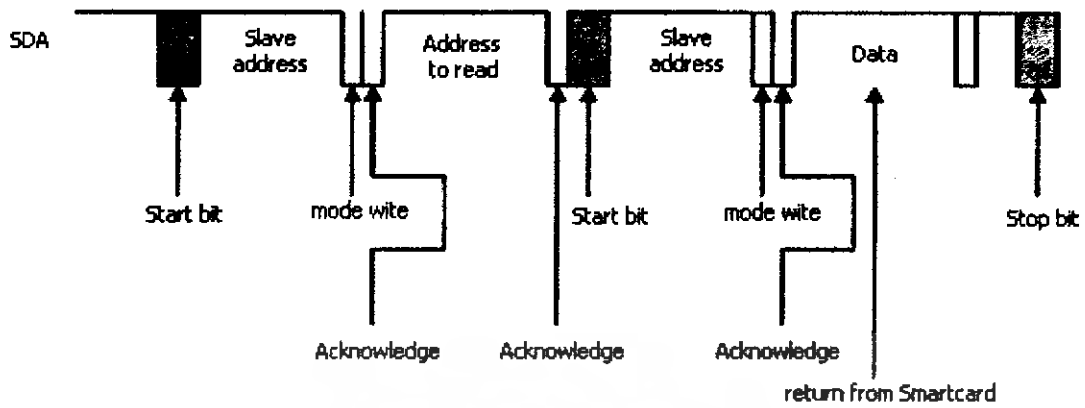 SDA
Slave
address
Address
to read
Slave
address
Data
Start bit
mode wite
Start bit
mode wite
Stop bit
Acknowledge
Acknowledge
Acknowledge
return from Smartcard